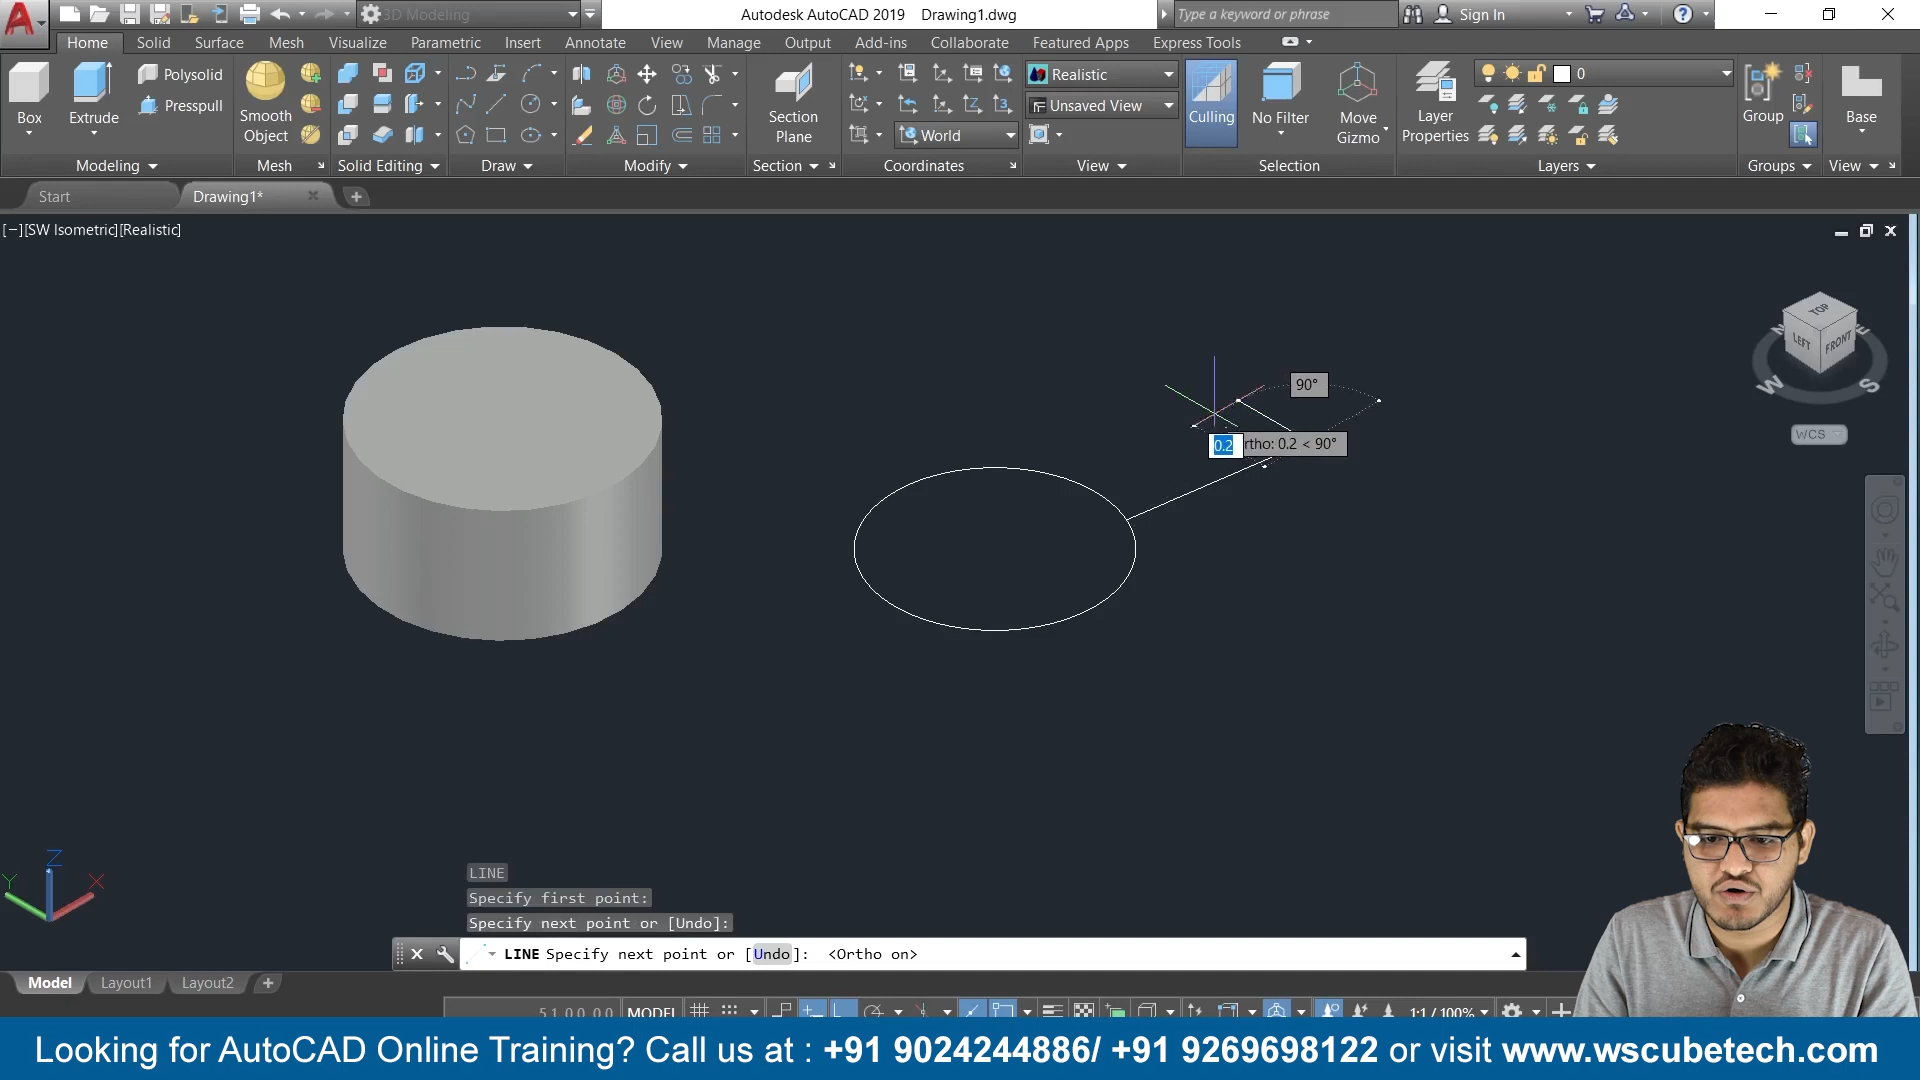 3D Modeling
Autodesk AutoCAD 2019 Drawing1.dwg
Type a keyword or phrase
Sign In
Home Solid Surface Mesh Visualize Parametric Insert Annotate View Manage Output Add-ins Collaborate Featured Apps Express Tools
Box
Extrude
Polysolid
Presspull
Smooth
Object
Section
Plane
World
Realistic
Unsaved View
Culling
No Filter
Move
Gizmo
Layer
Properties
0
Group
Base
Modeling Mesh Solid Editing Draw Modify Section Coordinates View Selection Layers Groups View
Start
Drawing1*
[−][SW Isometric][Realistic]
TOP
LEFT
FRONT
N
E
W
S
WCS
90°
0.2
rtho: 0.2 < 90°
Z
Y
X
LINE
Specify first point:
Specify next point or [Undo]:
LINE Specify next point or [Undo]: <Ortho on>
Model Layout1 Layout2
MODEL
1:1 / 100%
Looking for AutoCAD Online Training? Call us at : +91 9024244886/ +91 9269698122 or visit www.wscubetech.com